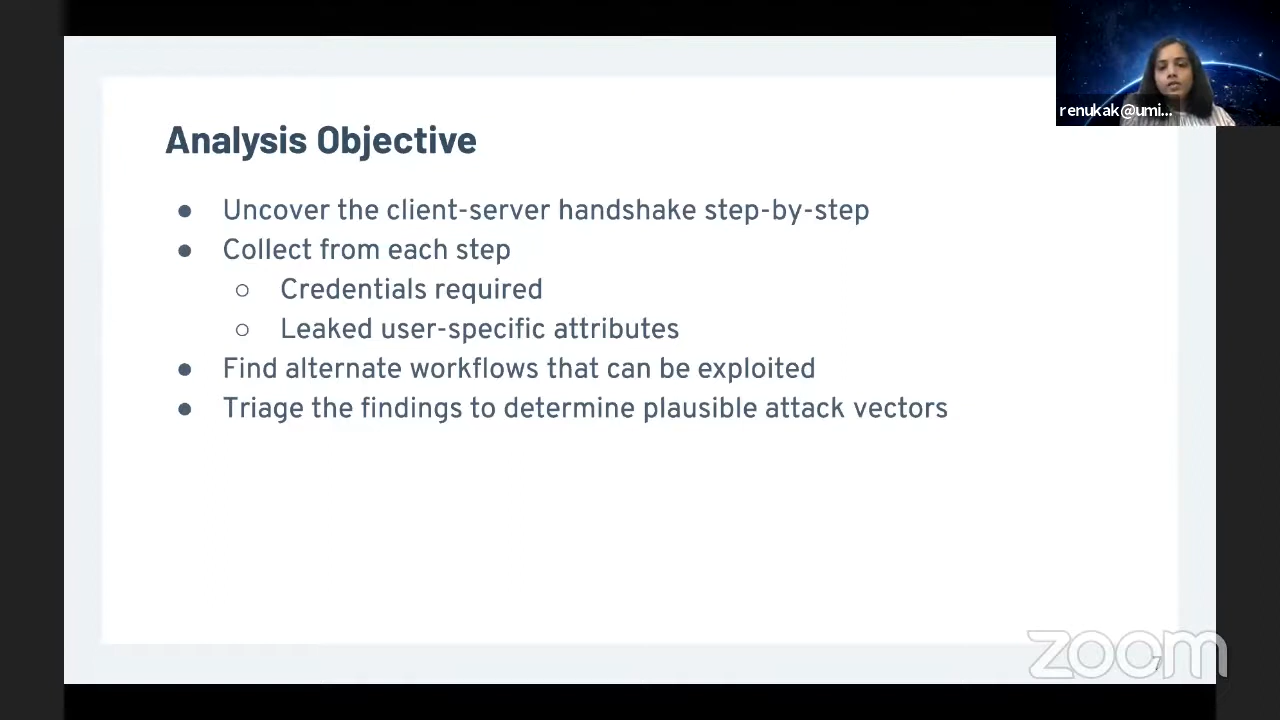 renukak@umi...
Analysis Objective
● Uncover the client-server handshake step-by-step
● Collect from each step
○ Credentials required
○ Leaked user-specific attributes
● Find alternate workflows that can be exploited
● Triage the findings to determine plausible attack vectors
zoom
7